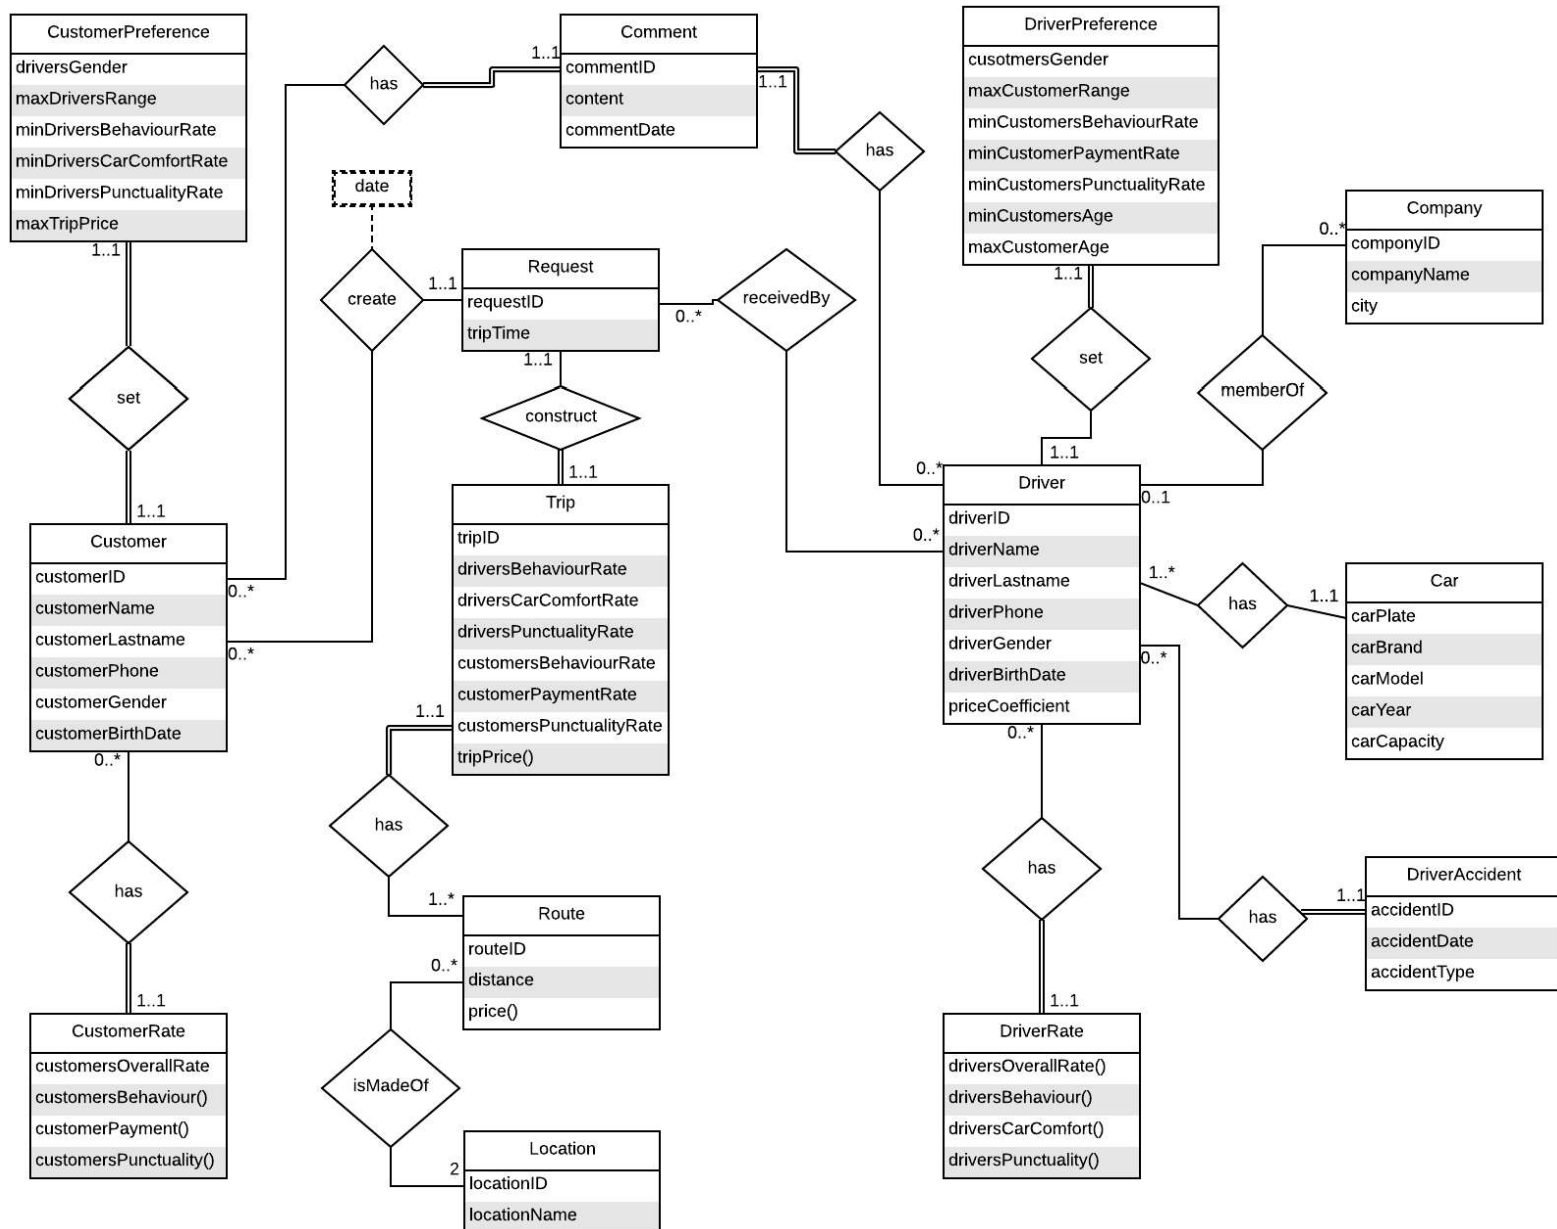 CustomerPreference
driversGender
maxDriversRange
minDriversBehaviourRate
minDriversCarComfortRate
minDriversPunctualityRate
maxTripPrice
1..1
set
1..1
Customer
customerID
customerName
customerLastname
customerPhone
customerGender
customerBirthDate
0..*
0..*
0..*
has
1..1
CustomerRate
customersOverallRate
customersBehaviour()
customerPayment()
customersPunctuality()
has
1..1
Comment
commentID
content
commentDate
1..1
has
0..*
date
create
1..1
Request
requestID
tripTime
0..*
receivedBy
0..*
1..1
construct
1..1
Trip
tripID
driversBehaviourRate
driversCarComfortRate
driversPunctualityRate
customersBehaviourRate
customerPaymentRate
customersPunctualityRate
tripPrice()
1..1
has
1..*
Route
routeID
distance
price()
0..*
isMadeOf
2
Location
locationID
locationName
DriverPreference
cusotmersGender
maxCustomerRange
minCustomersBehaviourRate
minCustomerPaymentRate
minCustomersPunctualityRate
minCustomersAge
maxCustomerAge
1..1
set
1..1
Driver
driverID
driverName
driverLastname
driverPhone
driverGender
driverBirthDate
priceCoefficient
0..1
memberOf
0..*
Company
componyID
companyName
city
1..*
has
1..1
Car
carPlate
carBrand
carModel
carYear
carCapacity
0..*
has
1..1
DriverAccident
accidentID
accidentDate
accidentType
0..*
has
1..1
DriverRate
driversOverallRate()
driversBehaviour()
driversCarComfort()
driversPunctuality()